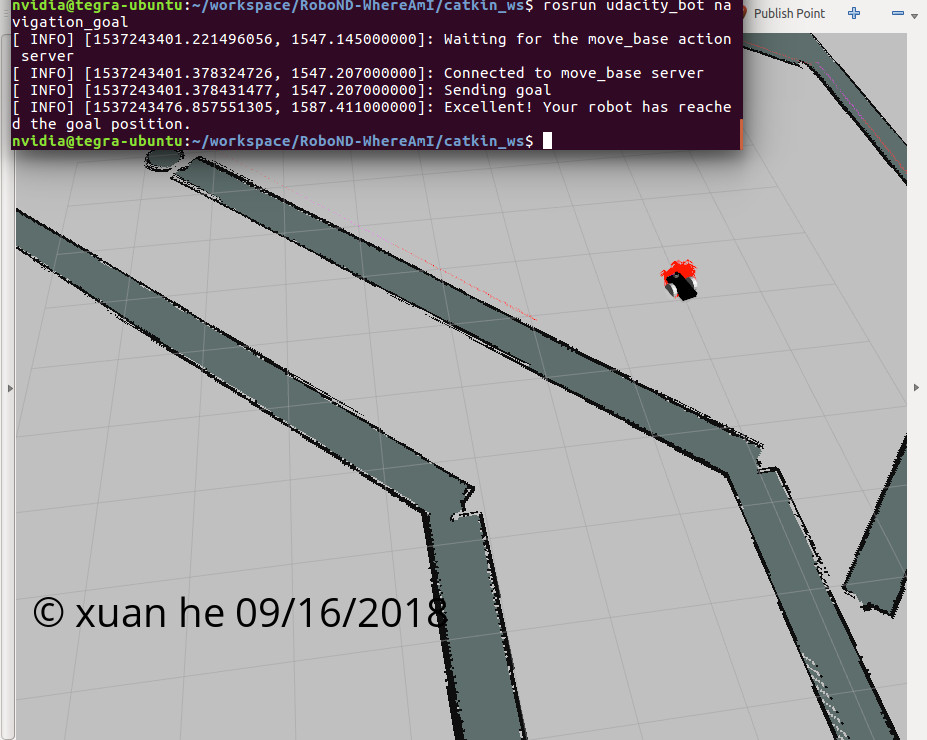 nvidia@tegra-ubuntu:~/workspace/RoboND-WhereAmI/catkin_ws$ rosrun udacity_bot na
vigation_goal
[ INFO] [1537243401.221496056, 1547.145000000]: Waiting for the move_base action
 server
[ INFO] [1537243401.378324726, 1547.207000000]: Connected to move_base server
[ INFO] [1537243401.378431477, 1547.207000000]: Sending goal
[ INFO] [1537243476.857551305, 1587.411000000]: Excellent! Your robot has reache
d the goal position.
nvidia@tegra-ubuntu:~/workspace/RoboND-WhereAmI/catkin_ws$
Publish Point
© xuan he 09/16/2018